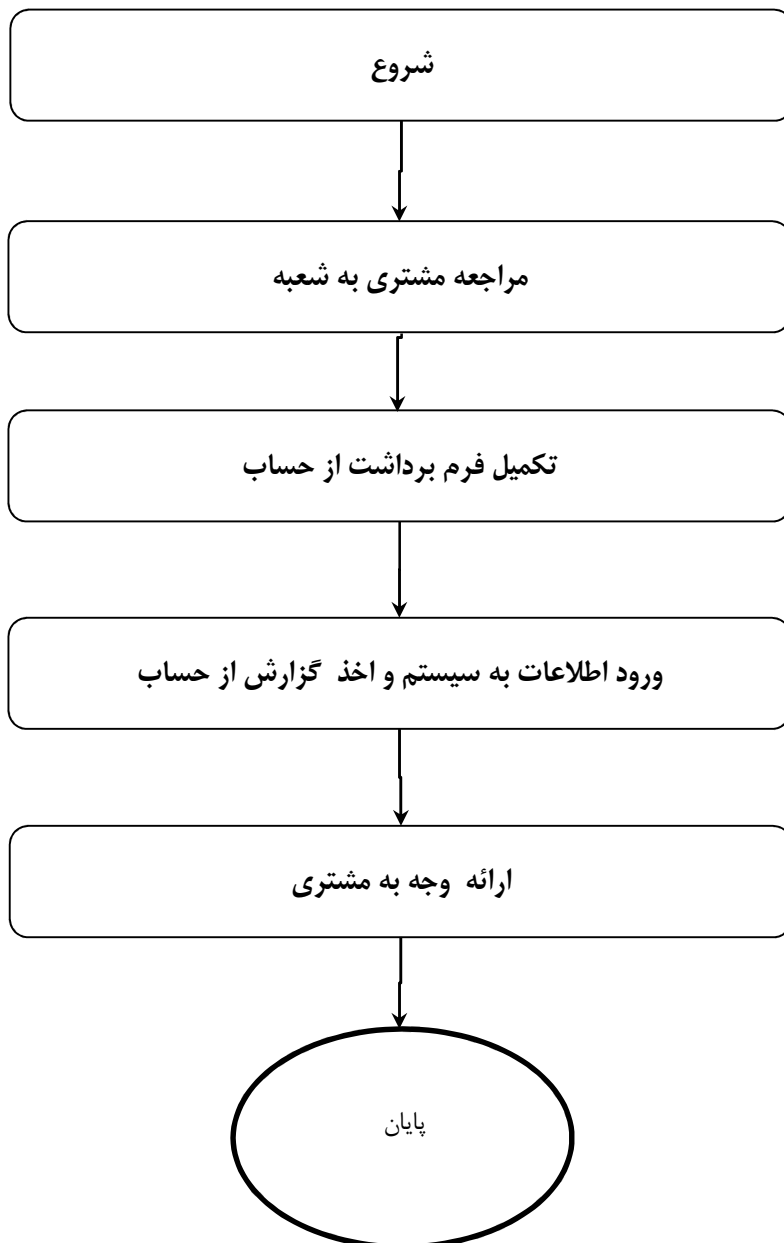 شروع
مراجعه مشتری به شعبه
تکمیل فرم برداشت از حساب
ورود اطلاعات به سیستم و اخذ گزارش از حساب
ارائه وجه به مشتری
پایان